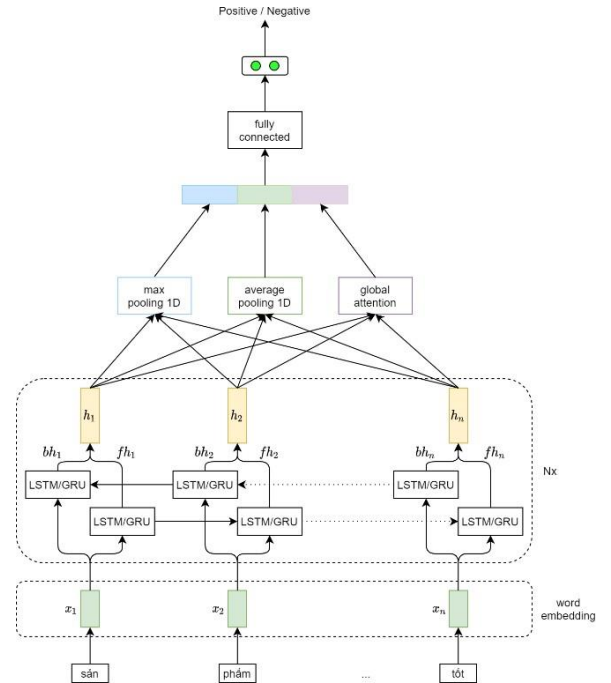 Positive / Negative
fully
connected
max
pooling 1D
average
pooling 1D
global
attention
h₁
h₂
hₙ
bh₁
fh₁
bh₂
fh₂
bhₙ
fhₙ
Nx
LSTM/GRU
LSTM/GRU
LSTM/GRU
LSTM/GRU
LSTM/GRU
LSTM/GRU
x₁
x₂
xₙ
word
embedding
sản
phẩm
...
tốt